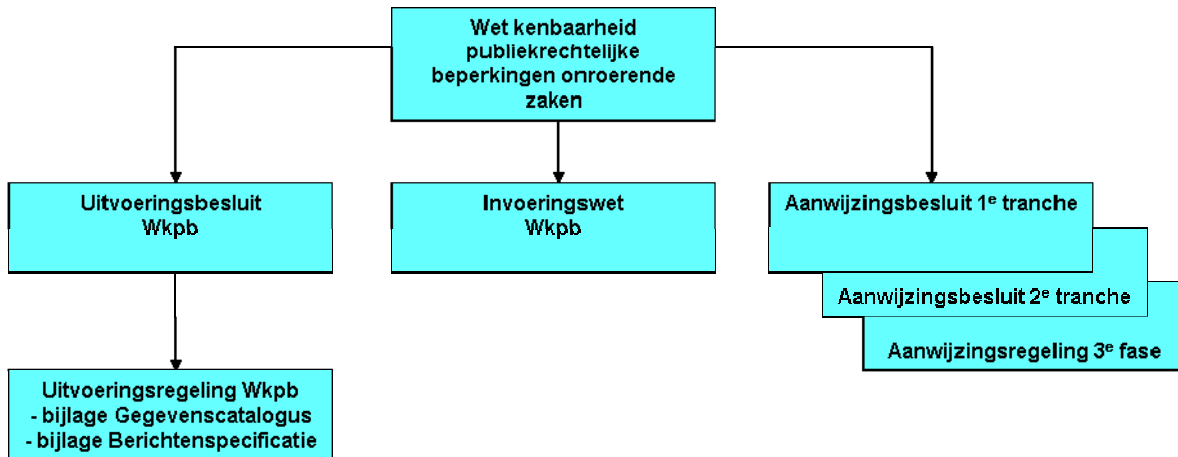 Wet kenbaarheid
publiekrechtelijke
beperkingen onroerende
zaken
Uitvoeringsbesluit
Wkpb
Invoeringswet
Wkpb
Aanwijzingsbesluit 1e tranche
Aanwijzingsbesluit 2e tranche
Aanwijzingsregeling 3e fase
Uitvoeringsregeling Wkpb
- bijlage Gegevenscatalogus
- bijlage Berichtenspecificatie